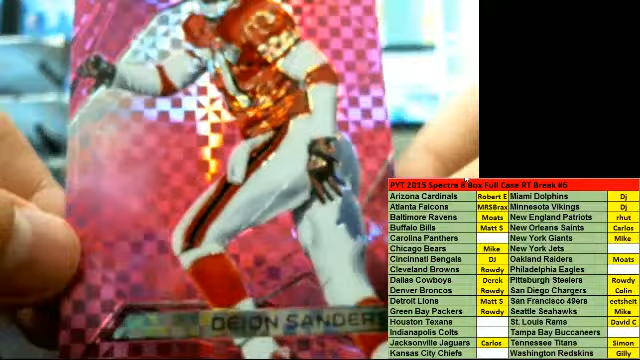 DEION SANDERS
PYT 2015 Spectra 8 Box Full Case RT Break #6
Arizona Cardinals Robert E Miami Dolphins Dj
Atlanta Falcons MRSBrax Minnesota Vikings Dj
Baltimore Ravens Moats New England Patriots rhut
Buffalo Bills Matt S New Orleans Saints Carlos
Carolina Panthers New York Giants Mike
Chicago Bears Mike New York Jets
Cincinnati Bengals DJ Oakland Raiders Moats
Cleveland Browns Rowdy Philadelphia Eagles
Dallas Cowboys Derek Pittsburgh Steelers Rowdy
Denver Broncos Rowdy San Diego Chargers Colin
Detroit Lions Matt S San Francisco 49ers
Green Bay Packers Rowdy Seattle Seahawks Mike
Houston Texans St. Louis Rams David C
Indianapolis Colts Tampa Bay Buccaneers
Jacksonville Jaguars Carlos Tennessee Titans Simon
Kansas City Chiefs Washington Redskins Gilly